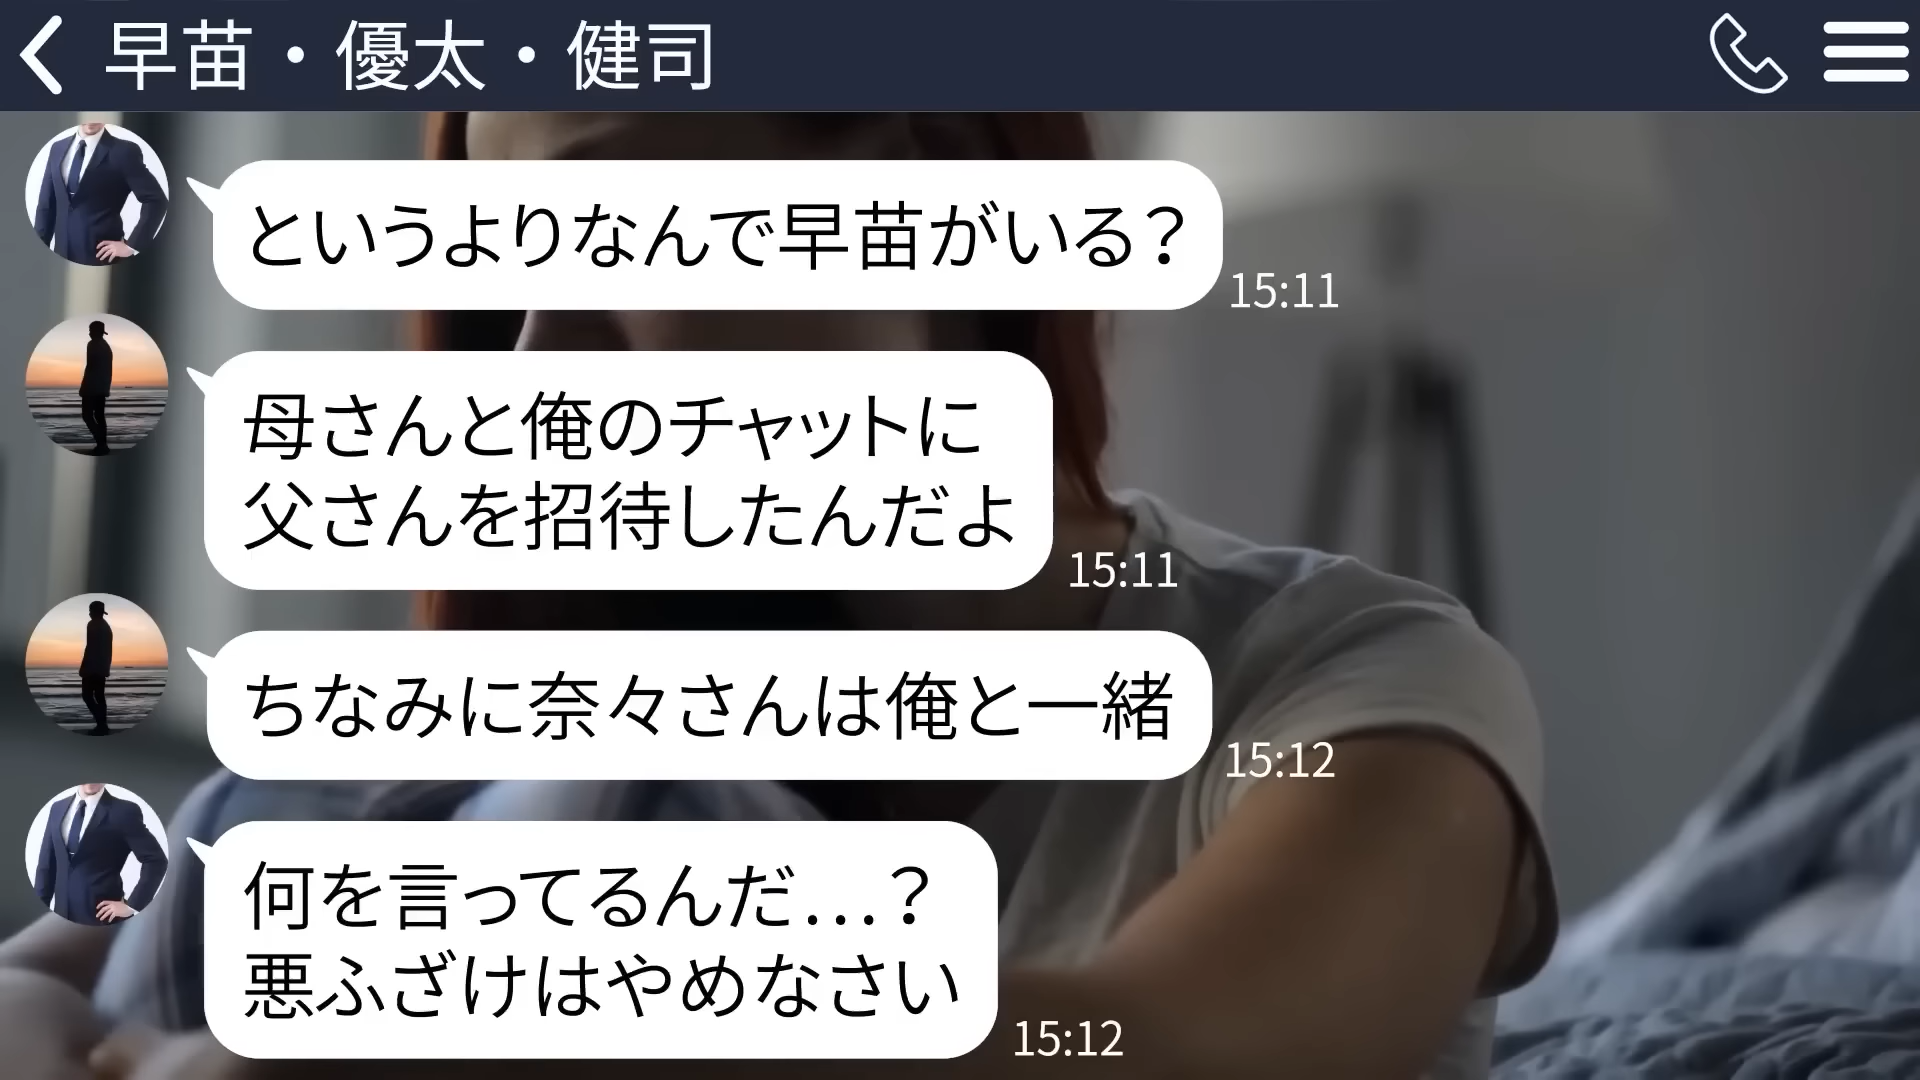 早苗・優太・健司
というよりなんで早苗がいる？
15:11
母さんと俺のチャットに
父さんを招待したんだよ
15:11
ちなみに奈々さんは俺と一緒
15:12
何を言ってるんだ…？
悪ふざけはやめなさい
15:12